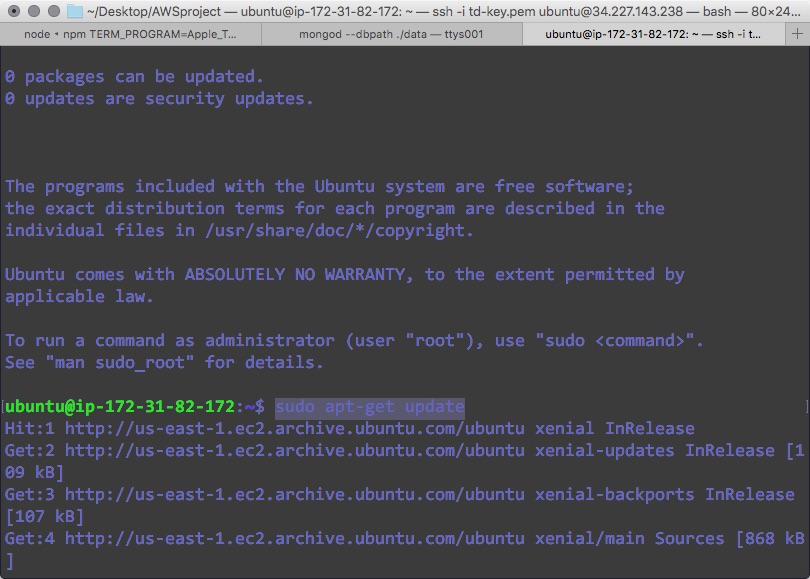 ~/Desktop/AWSproject — ubuntu@ip-172-31-82-172: ~ — ssh -i td-key.pem ubuntu@34.227.143.238 — bash — 80×24...
node ◂ npm TERM_PROGRAM=Apple_T... mongod --dbpath ./data — ttys001 ubuntu@ip-172-31-82-172: ~ — ssh -i t... +
0 packages can be updated.
0 updates are security updates.
The programs included with the Ubuntu system are free software;
the exact distribution terms for each program are described in the
individual files in /usr/share/doc/*/copyright.
Ubuntu comes with ABSOLUTELY NO WARRANTY, to the extent permitted by
applicable law.
To run a command as administrator (user "root"), use "sudo <command>".
See "man sudo_root" for details.
[ubuntu@ip-172-31-82-172:~$ sudo apt-get update ]
Hit:1 http://us-east-1.ec2.archive.ubuntu.com/ubuntu xenial InRelease
Get:2 http://us-east-1.ec2.archive.ubuntu.com/ubuntu xenial-updates InRelease [1
09 kB]
Get:3 http://us-east-1.ec2.archive.ubuntu.com/ubuntu xenial-backports InRelease
[107 kB]
Get:4 http://us-east-1.ec2.archive.ubuntu.com/ubuntu xenial/main Sources [868 kB
]